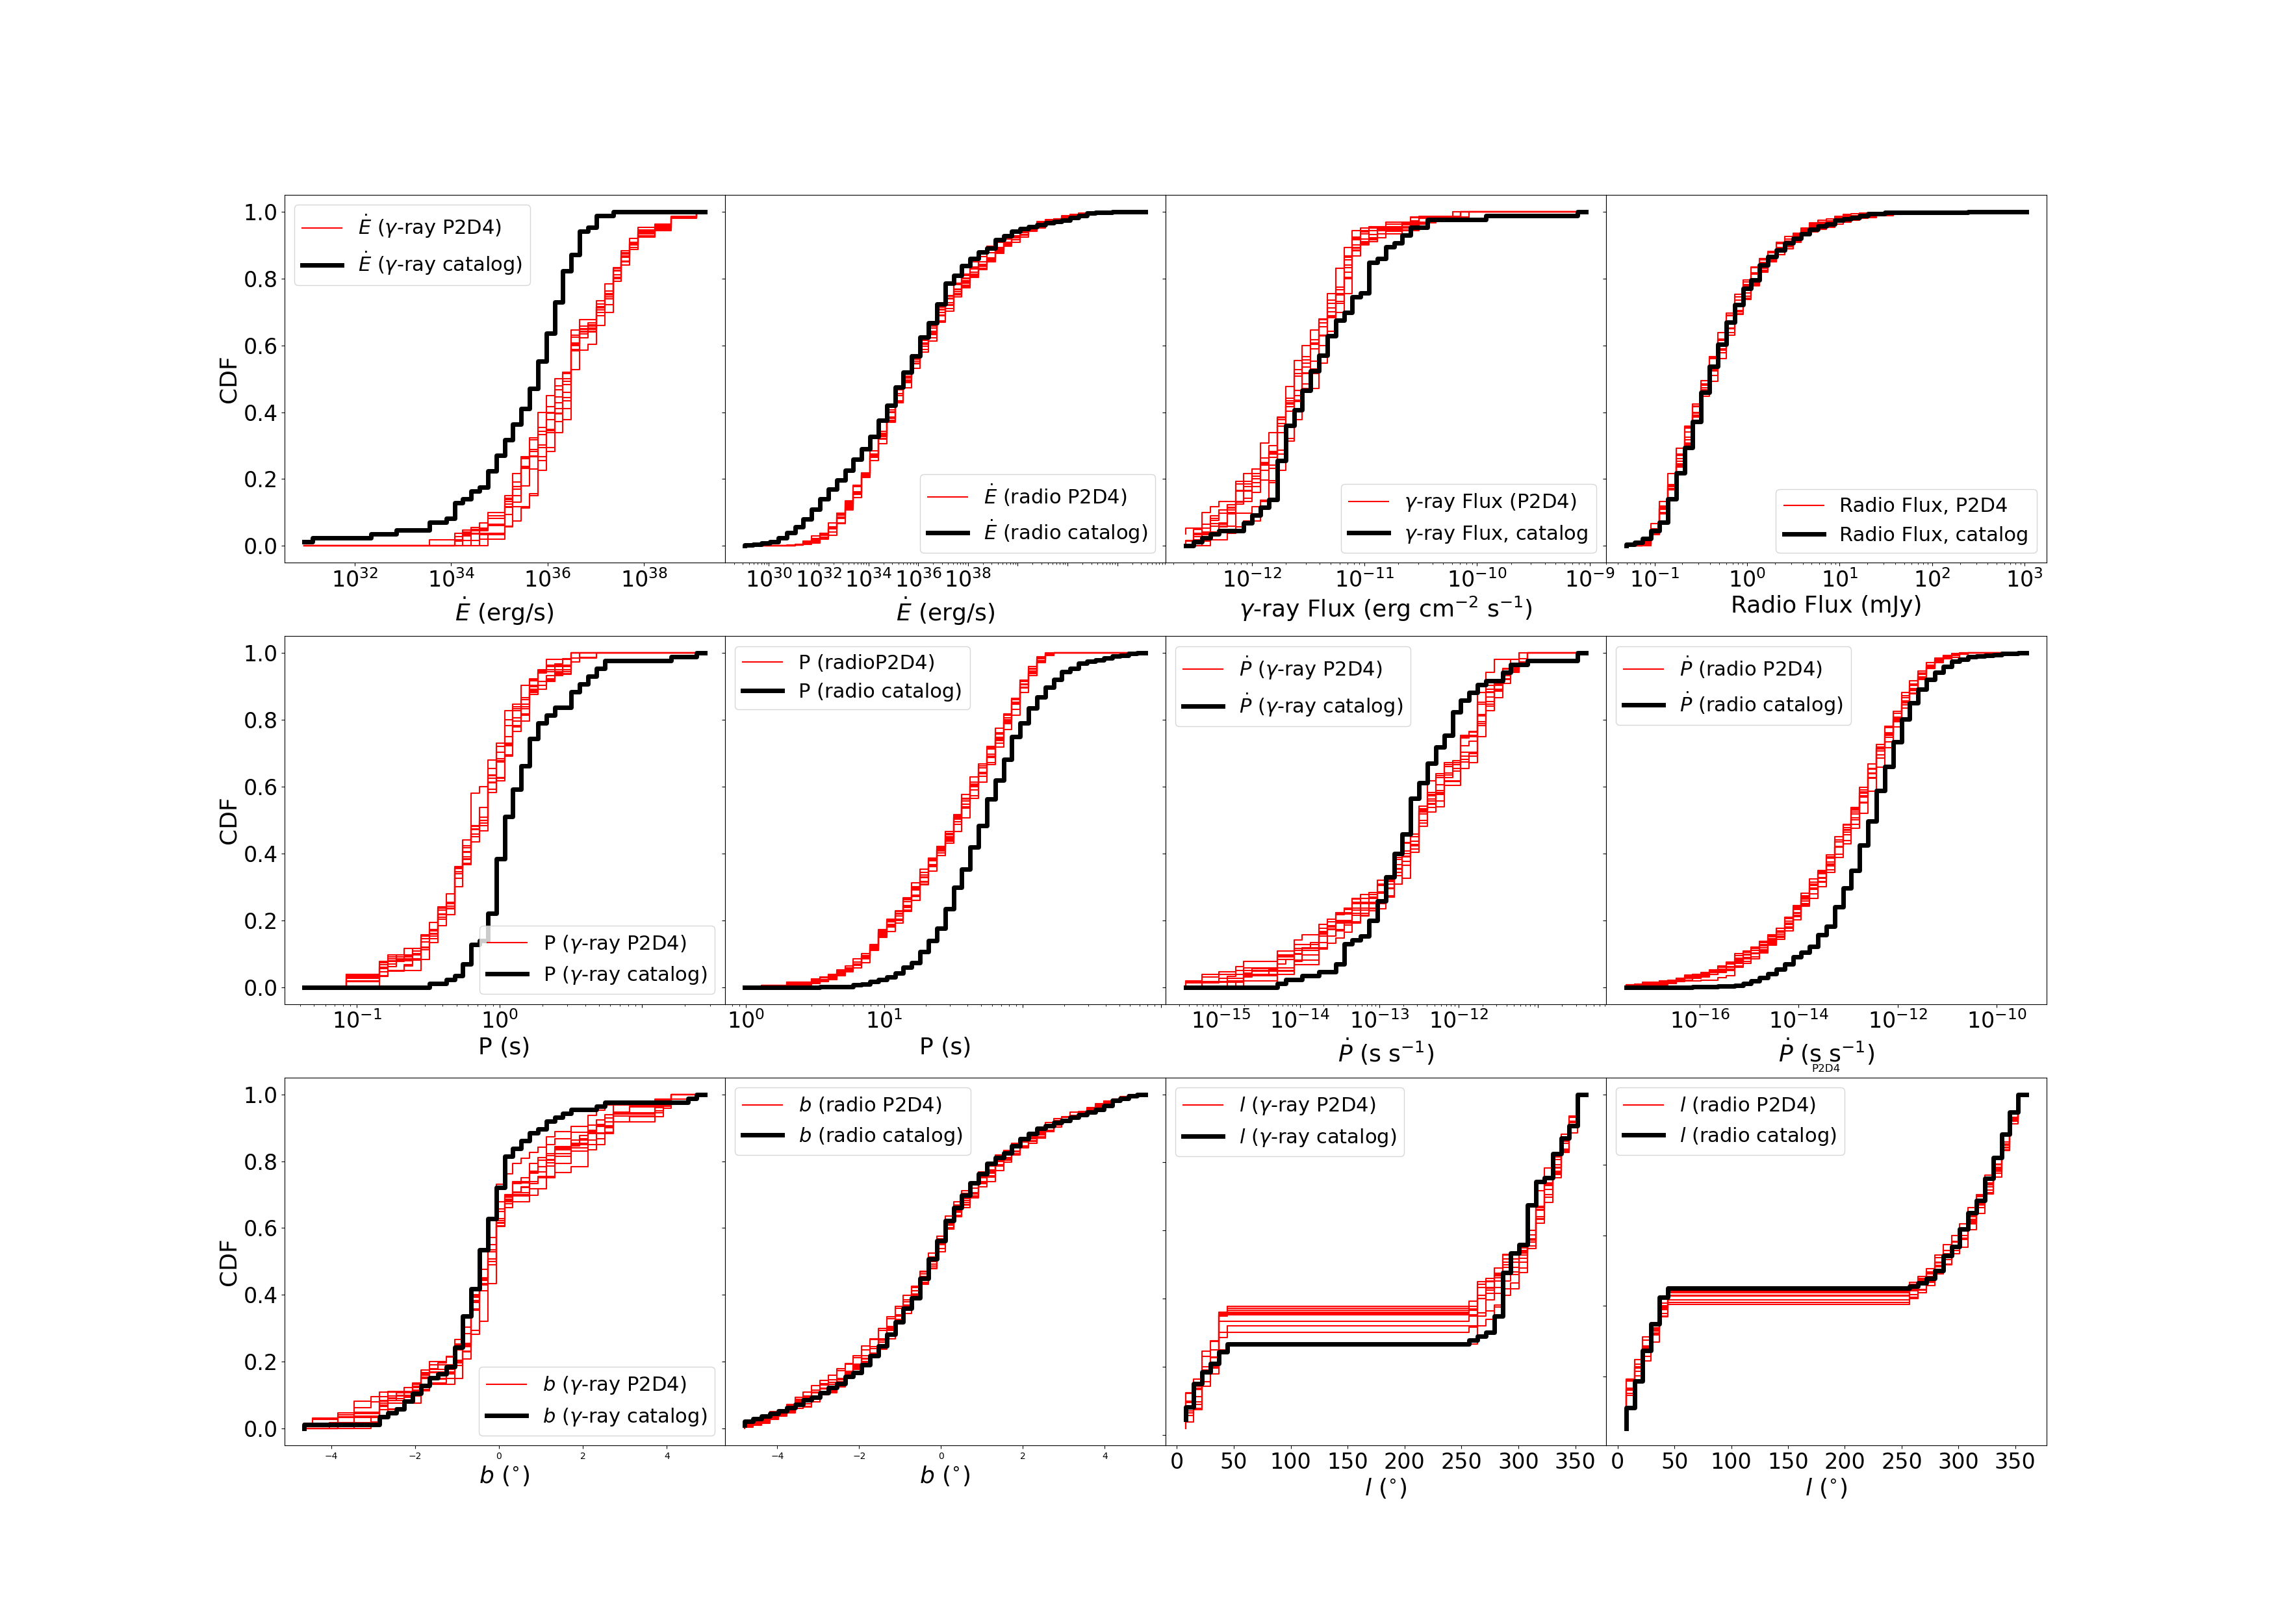 1.0
0.8
0.6
0.4
0.2
0.0
CDF
Ė (γ-ray P2D4)
Ė (γ-ray catalog)
10³² 10³⁴ 10³⁶ 10³⁸
Ė (erg/s)
Ė (radio P2D4)
Ė (radio catalog)
10³⁰ 10³² 10³⁴ 10³⁶ 10³⁸
Ė (erg/s)
γ-ray Flux (P2D4)
γ-ray Flux, catalog
10⁻¹² 10⁻¹¹ 10⁻¹⁰ 10⁻⁹
γ-ray Flux (erg cm⁻² s⁻¹)
Radio Flux, P2D4
Radio Flux, catalog
10⁻¹ 10⁰ 10¹ 10² 10³
Radio Flux (mJy)
1.0
0.8
0.6
0.4
0.2
0.0
CDF
P (γ-ray P2D4)
P (γ-ray catalog)
10⁻¹ 10⁰
P (s)
P (radioP2D4)
P (radio catalog)
10⁰ 10¹
P (s)
Ṗ (γ-ray P2D4)
Ṗ (γ-ray catalog)
10⁻¹⁵ 10⁻¹⁴ 10⁻¹³ 10⁻¹²
Ṗ (s s⁻¹)
Ṗ (radio P2D4)
Ṗ (radio catalog)
10⁻¹⁶ 10⁻¹⁴ 10⁻¹² 10⁻¹⁰
Ṗ (s s⁻¹)
P2D4
1.0
0.8
0.6
0.4
0.2
0.0
CDF
b (γ-ray P2D4)
b (γ-ray catalog)
−4 −2 0 2 4
b (°)
b (radio P2D4)
b (radio catalog)
−4 −2 0 2 4
b (°)
l (γ-ray P2D4)
l (γ-ray catalog)
0 50 100 150 200 250 300 350
l (°)
l (radio P2D4)
l (radio catalog)
0 50 100 150 200 250 300 350
l (°)